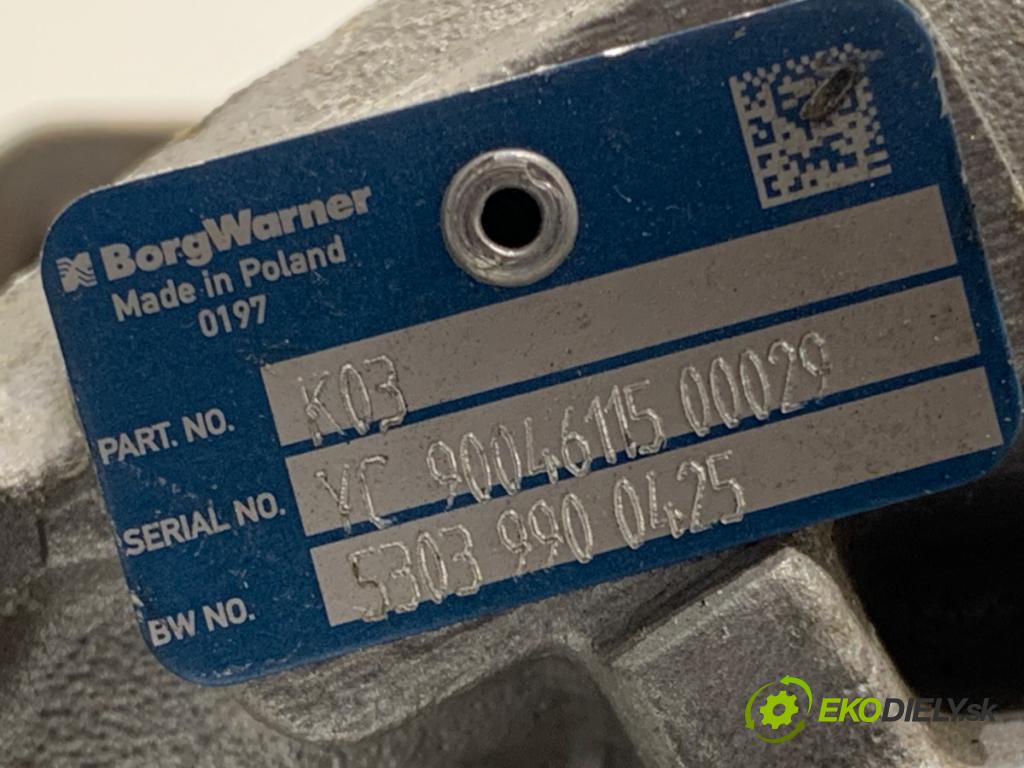 BorgWarner
Made in Poland
0197
PART. NO. K03
SERIAL NO. YC 90046115 00029
BW NO. 5303 990 0425
EKODIELY.sk